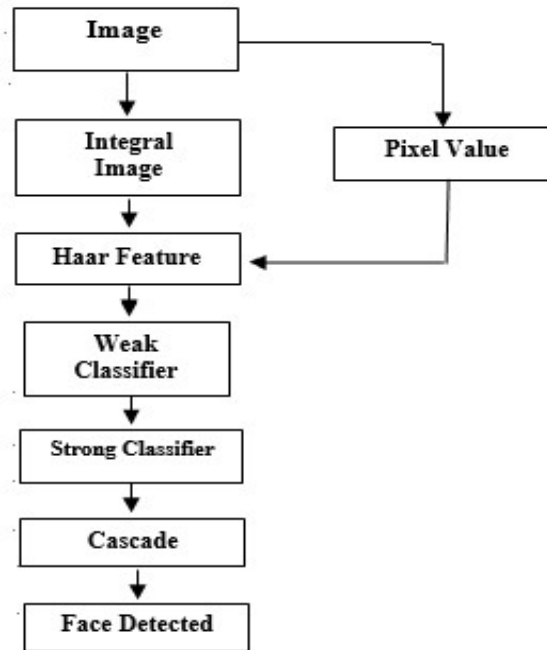 Image
Integral
Image
Pixel Value
Haar Feature
Weak
Classifier
Strong Classifier
Cascade
Face Detected